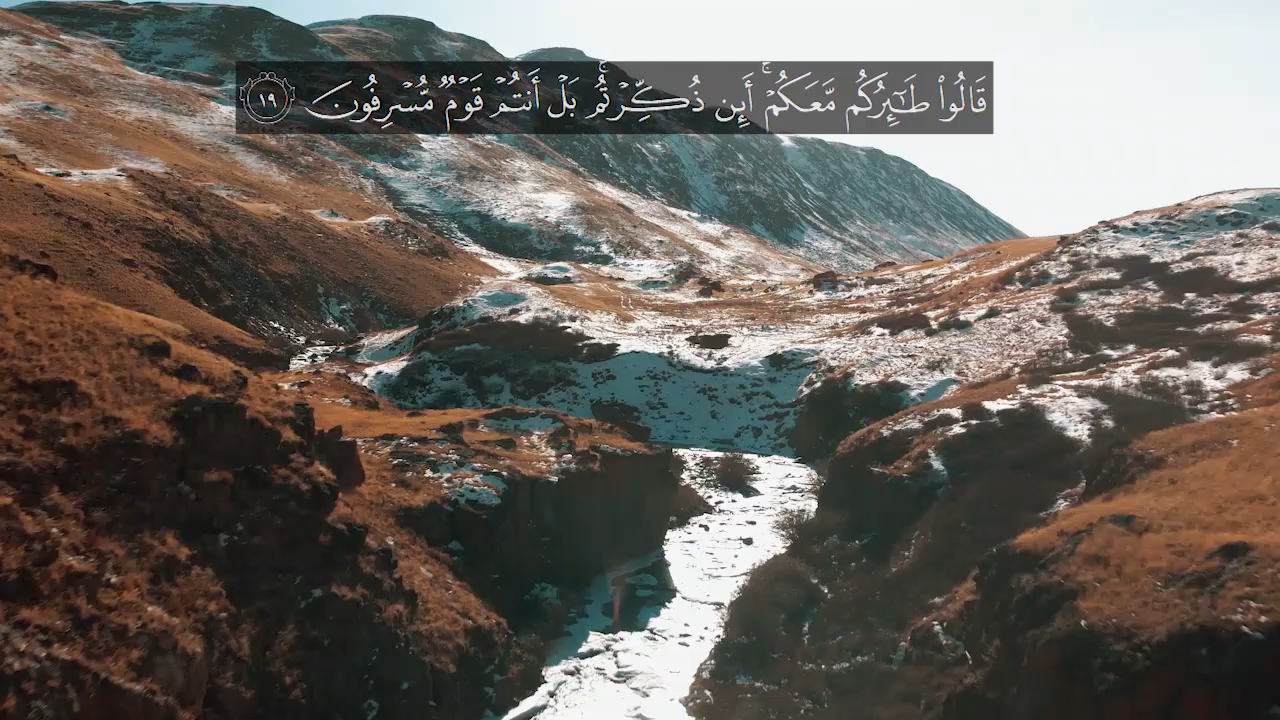 قَالُوا۟ طَـٰٓئِرُكُم مَّعَكُمْ ۚ أَئِن ذُكِّرْتُم ۚ بَلْ أَنتُمْ قَوْمٌ مُّسْرِفُونَ ١٩